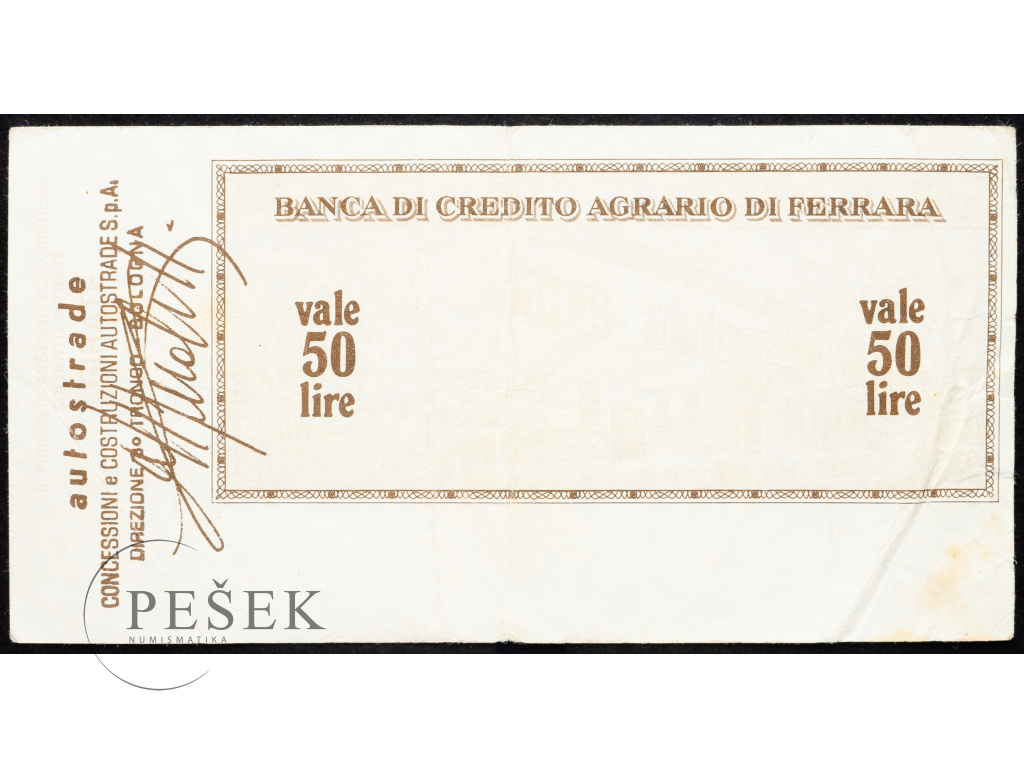 autostrade
CONCESSIONI e COSTRUZIONI AUTOSTRADE S.p.A.
DIREZIONE 3° TRONCO BOLOGNA
BANCA DI CREDITO AGRARIO DI FERRARA
vale
50
lire
vale
50
lire
PEŠEK
NUMISMATIKA